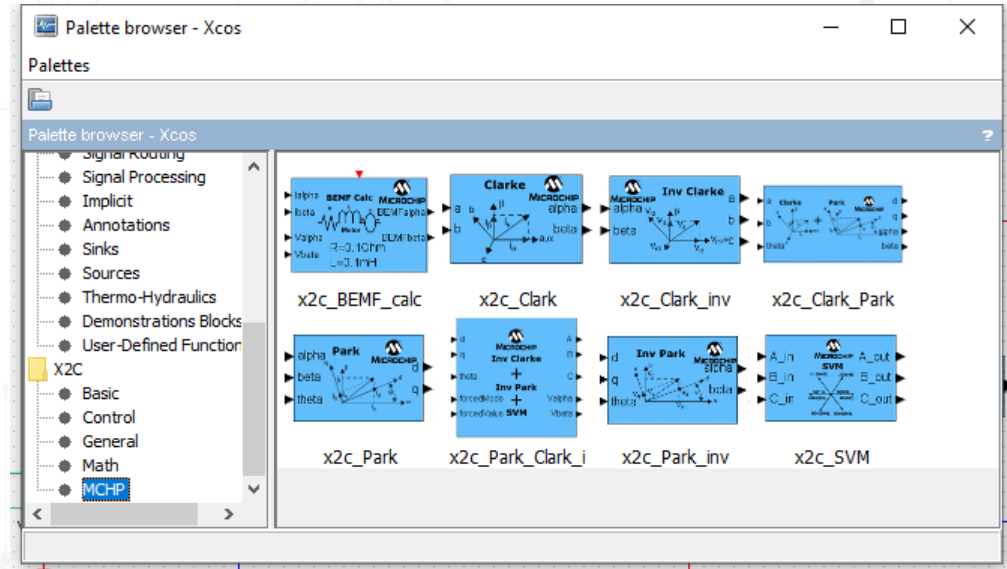 Palette browser - Xcos
Palettes
Palette browser - Xcos
?
Signal Routing
Signal Processing
Implicit
Annotations
Sinks
Sources
Thermo-Hydraulics
Demonstrations Blocks
User-Defined Function
X2C
Basic
Control
General
Math
MCHP
Ialpha
Ibeta
Valpha
Vbeta
BEMF Calc
MICROCHIP
BEMFalpha
BEMFbeta
Motor
R=0.1Ohm
L=0.1mH
x2c_BEMF_calc
Clarke
MICROCHIP
a
b
alpha
beta
x2c_Clark
Inv Clarke
MICROCHIP
alpha
beta
a
b
c
x2c_Clark_inv
Clarke
+
Park
MICROCHIP
a
b
theta
d
q
alpha
beta
x2c_Clark_Park
Park
MICROCHIP
alpha
beta
theta
d
q
x2c_Park
MICROCHIP
Inv Clarke
+
Inv Park
+
SVM
d
q
theta
forcedMode
forcedValue
A
B
C
Valpha
Vbeta
x2c_Park_Clark_i
Inv Park
MICROCHIP
d
q
theta
alpha
beta
x2c_Park_inv
MICROCHIP
SVM
A_in
B_in
C_in
A_out
B_out
C_out
x2c_SVM